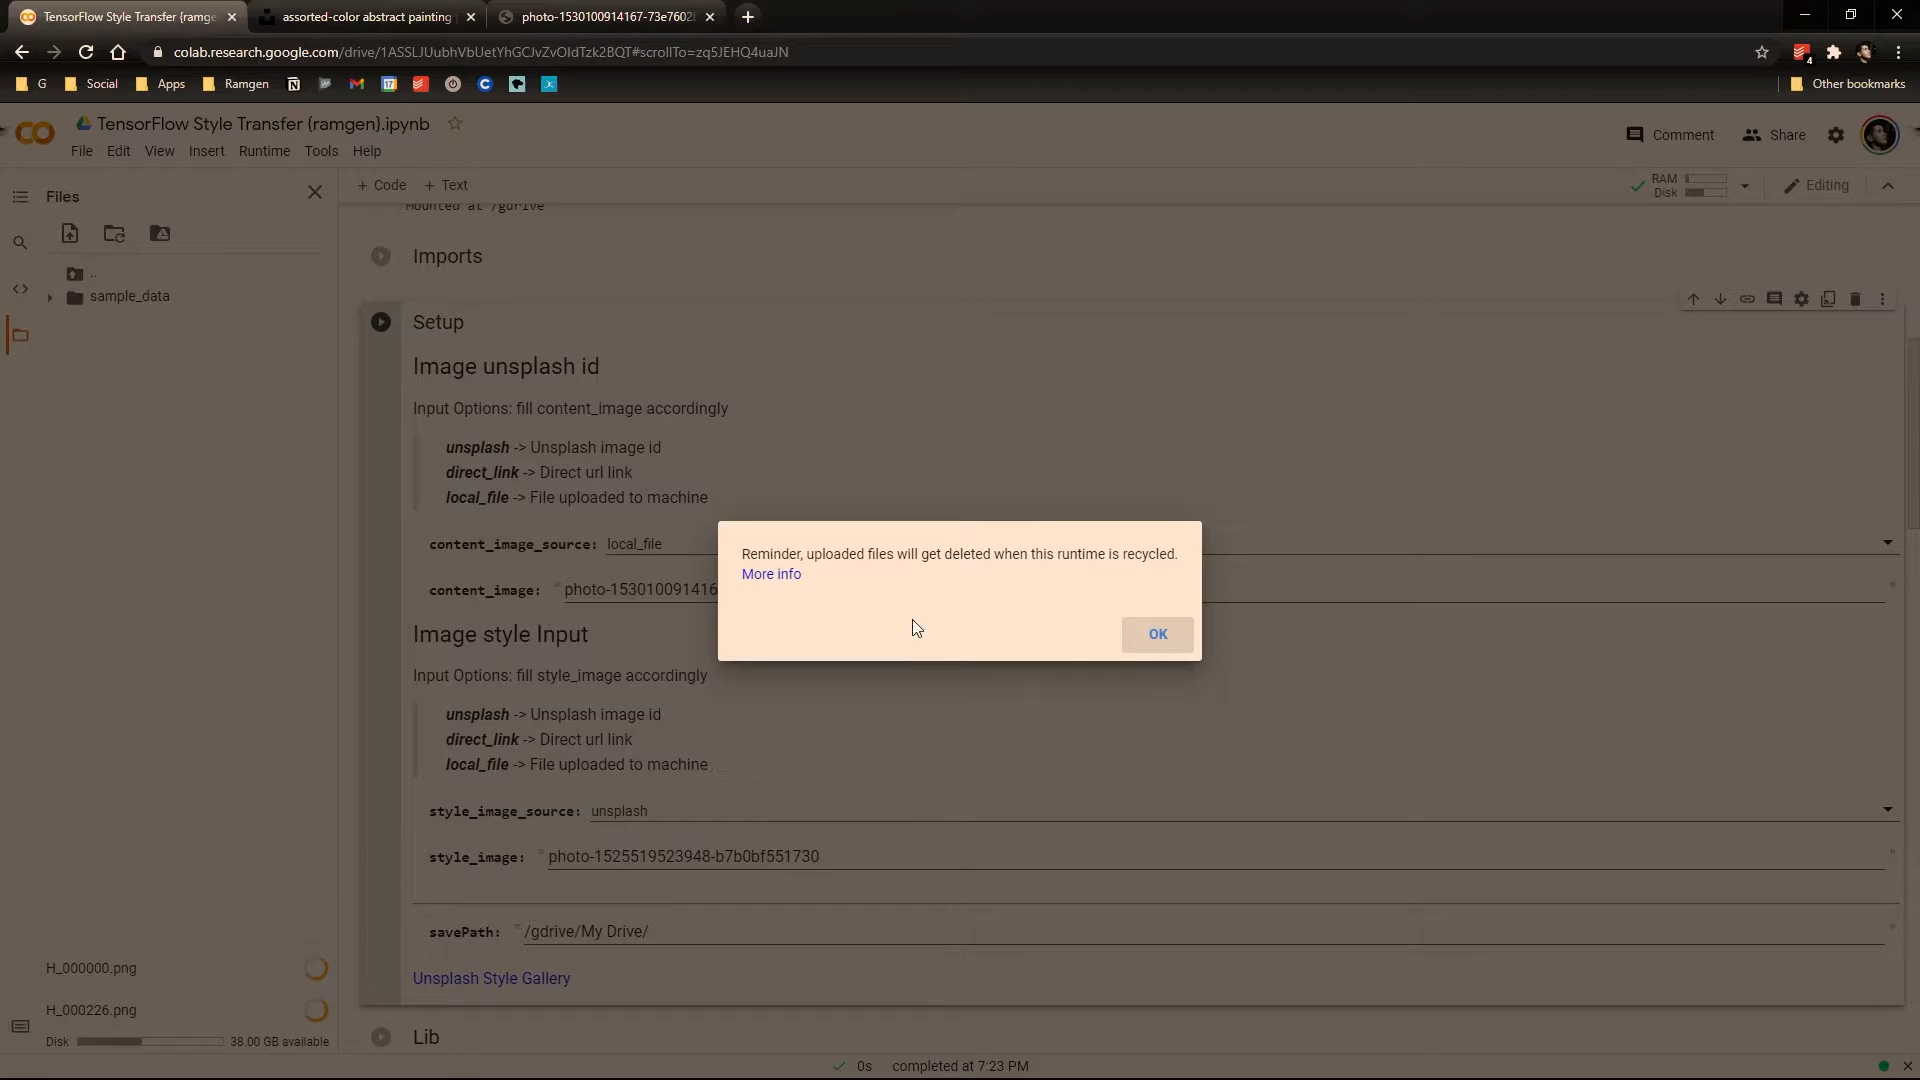 TensorFlow Style Transfer {ramge
assorted-color abstract painting
photo-1530100914167-73e7602
colab.research.google.com/drive/1ASSLJUubhVbUetYhGCJvZvOIdTzk2BQT#scrollTo=zq5JEHQ4uaJN
4
G
Social
Apps
Ramgen
17
Other bookmarks
TensorFlow Style Transfer {ramgen}.ipynb
Comment
Share
File Edit View Insert Runtime Tools Help
Files
+ Code + Text
RAM
Disk
Editing
Mounted at /gdrive
Imports
..
sample_data
Setup
Image unsplash id
Input Options: fill content_image accordingly
unsplash -> Unsplash image id
direct_link -> Direct url link
local_file -> File uploaded to machine
content_image_source: local_file
content_image: " photo-153010091416 "
Reminder, uploaded files will get deleted when this runtime is recycled.
More info
OK
Image style Input
Input Options: fill style_image accordingly
unsplash -> Unsplash image id
direct_link -> Direct url link
local_file -> File uploaded to machine
style_image_source: unsplash
style_image: " photo-1525519523948-b7b0bf551730 "
savePath: " /gdrive/My Drive/ "
Unsplash Style Gallery
H_000000.png
H_000226.png
Disk 38.00 GB available
Lib
0s completed at 7:23 PM